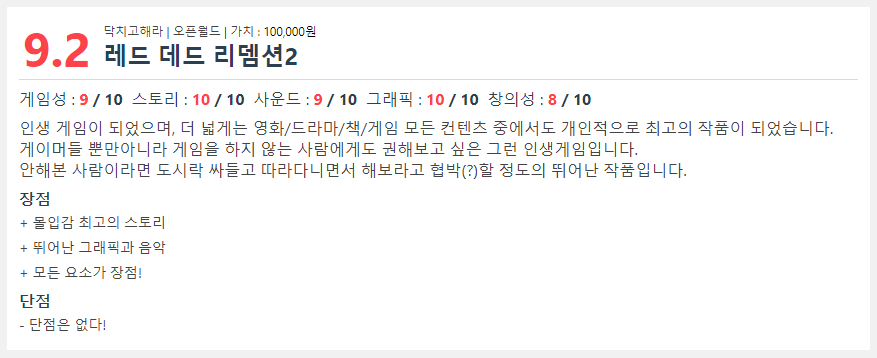 9.2
닥치고해라 | 오픈월드 | 가치 : 100,000원
레드 데드 리뎀션2
게임성 : 9 / 10 스토리 : 10 / 10 사운드 : 9 / 10 그래픽 : 10 / 10 창의성 : 8 / 10
인생 게임이 되었으며, 더 넓게는 영화/드라마/책/게임 모든 컨텐츠 중에서도 개인적으로 최고의 작품이 되었습니다.
게이머들 뿐만아니라 게임을 하지 않는 사람에게도 권해보고 싶은 그런 인생게임입니다.
안해본 사람이라면 도시락 싸들고 따라다니면서 해보라고 협박(?)할 정도의 뛰어난 작품입니다.
장점
+ 몰입감 최고의 스토리
+ 뛰어난 그래픽과 음악
+ 모든 요소가 장점!
단점
- 단점은 없다!